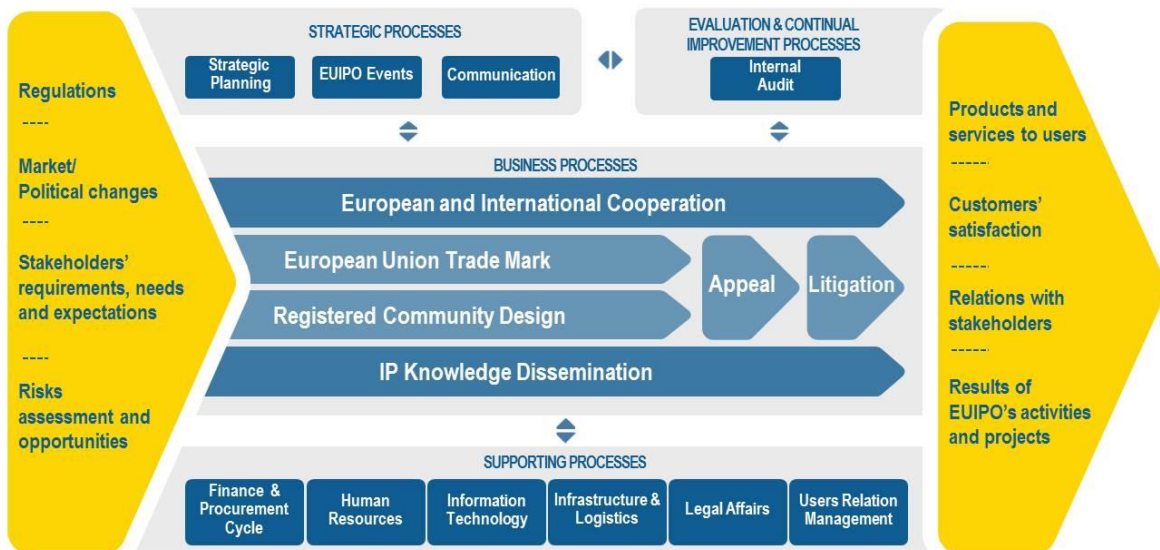 Regulations
----
Market/
Political changes
----
Stakeholders'
requirements, needs
and expectations
----
Risks
assessment and
opportunities
STRATEGIC PROCESSES
Strategic
Planning
EUIPO Events
Communication
EVALUATION & CONTINUAL
IMPROVEMENT PROCESSES
Internal
Audit
BUSINESS PROCESSES
European and International Cooperation
European Union Trade Mark
Registered Community Design
Appeal
Litigation
IP Knowledge Dissemination
SUPPORTING PROCESSES
Finance &
Procurement
Cycle
Human
Resources
Information
Technology
Infrastructure &
Logistics
Legal Affairs
Users Relation
Management
Products and
services to users
-----
Customers'
satisfaction
-----
Relations with
stakeholders
-----
Results of
EUIPO's activities
and projects